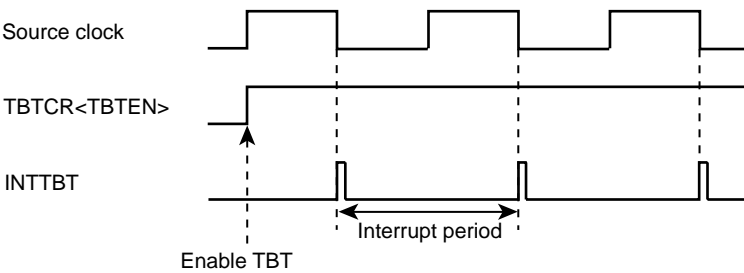 Source clock
TBTCR<TBTEN>
INTTBT
Interrupt period
Enable TBT